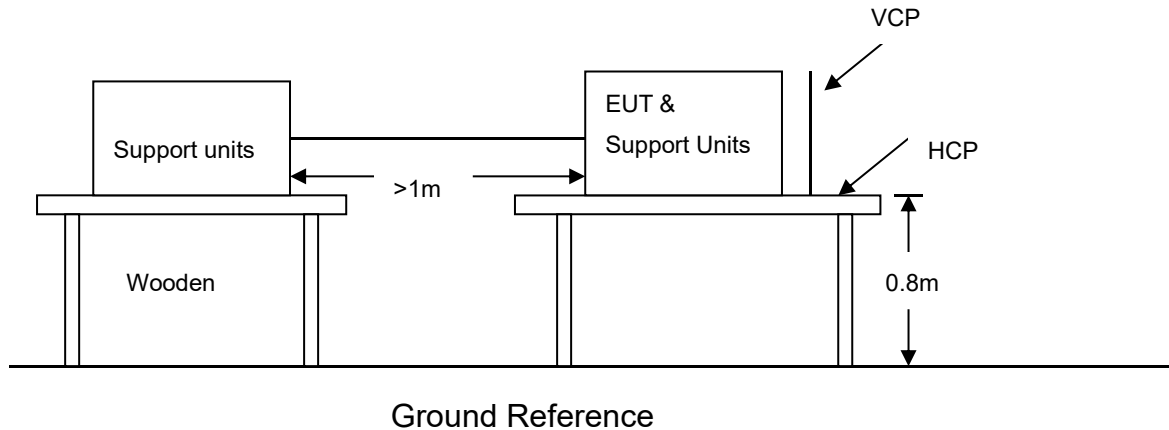 VCP
EUT &
Support Units
Support units
HCP
>1m
Wooden
0.8m
Ground Reference